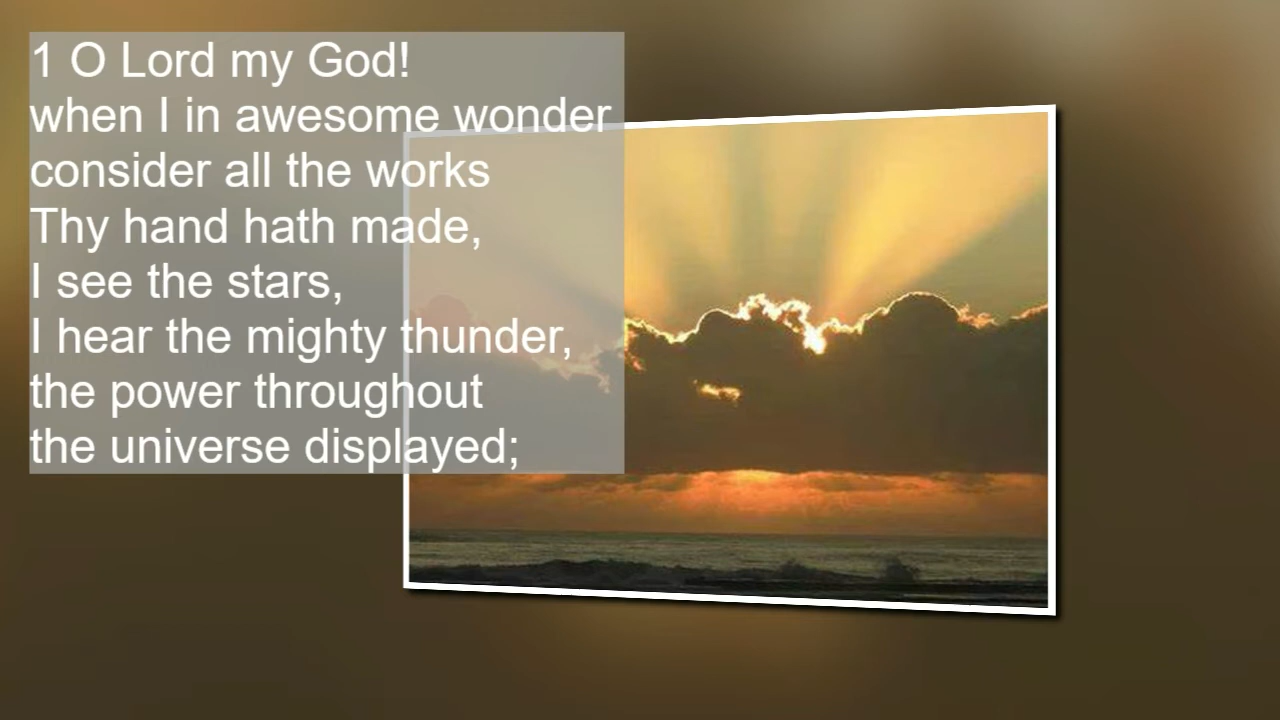 1 O Lord my God!
when I in awesome wonder
consider all the works
Thy hand hath made,
I see the stars,
I hear the mighty thunder,
the power throughout
the universe displayed;